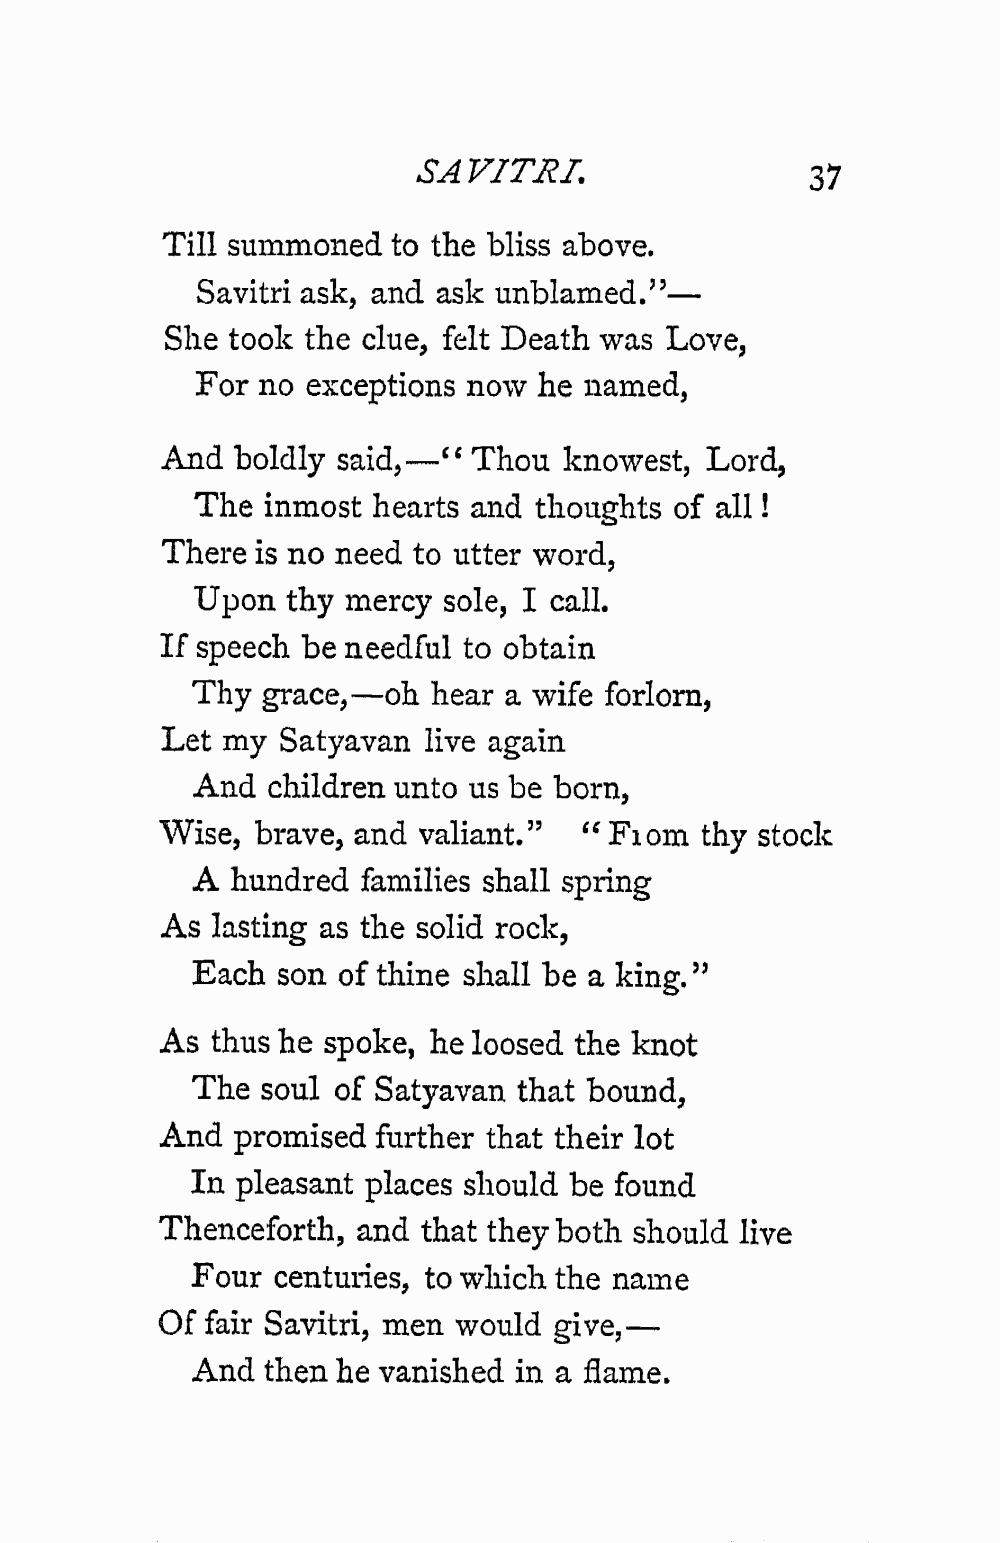 SAVITRI. 37
Till summoned to the bliss above.
Savitri ask, and ask unblamed."—
She took the clue, felt Death was Love,
For no exceptions now he named,
And boldly said,—"Thou knowest, Lord,
The inmost hearts and thoughts of all!
There is no need to utter word,
Upon thy mercy sole, I call.
If speech be needful to obtain
Thy grace,—oh hear a wife forlorn,
Let my Satyavan live again
And children unto us be born,
Wise, brave, and valiant." "From thy stock
A hundred families shall spring
As lasting as the solid rock,
Each son of thine shall be a king."
As thus he spoke, he loosed the knot
The soul of Satyavan that bound,
And promised further that their lot
In pleasant places should be found
Thenceforth, and that they both should live
Four centuries, to which the name
Of fair Savitri, men would give,—
And then he vanished in a flame.